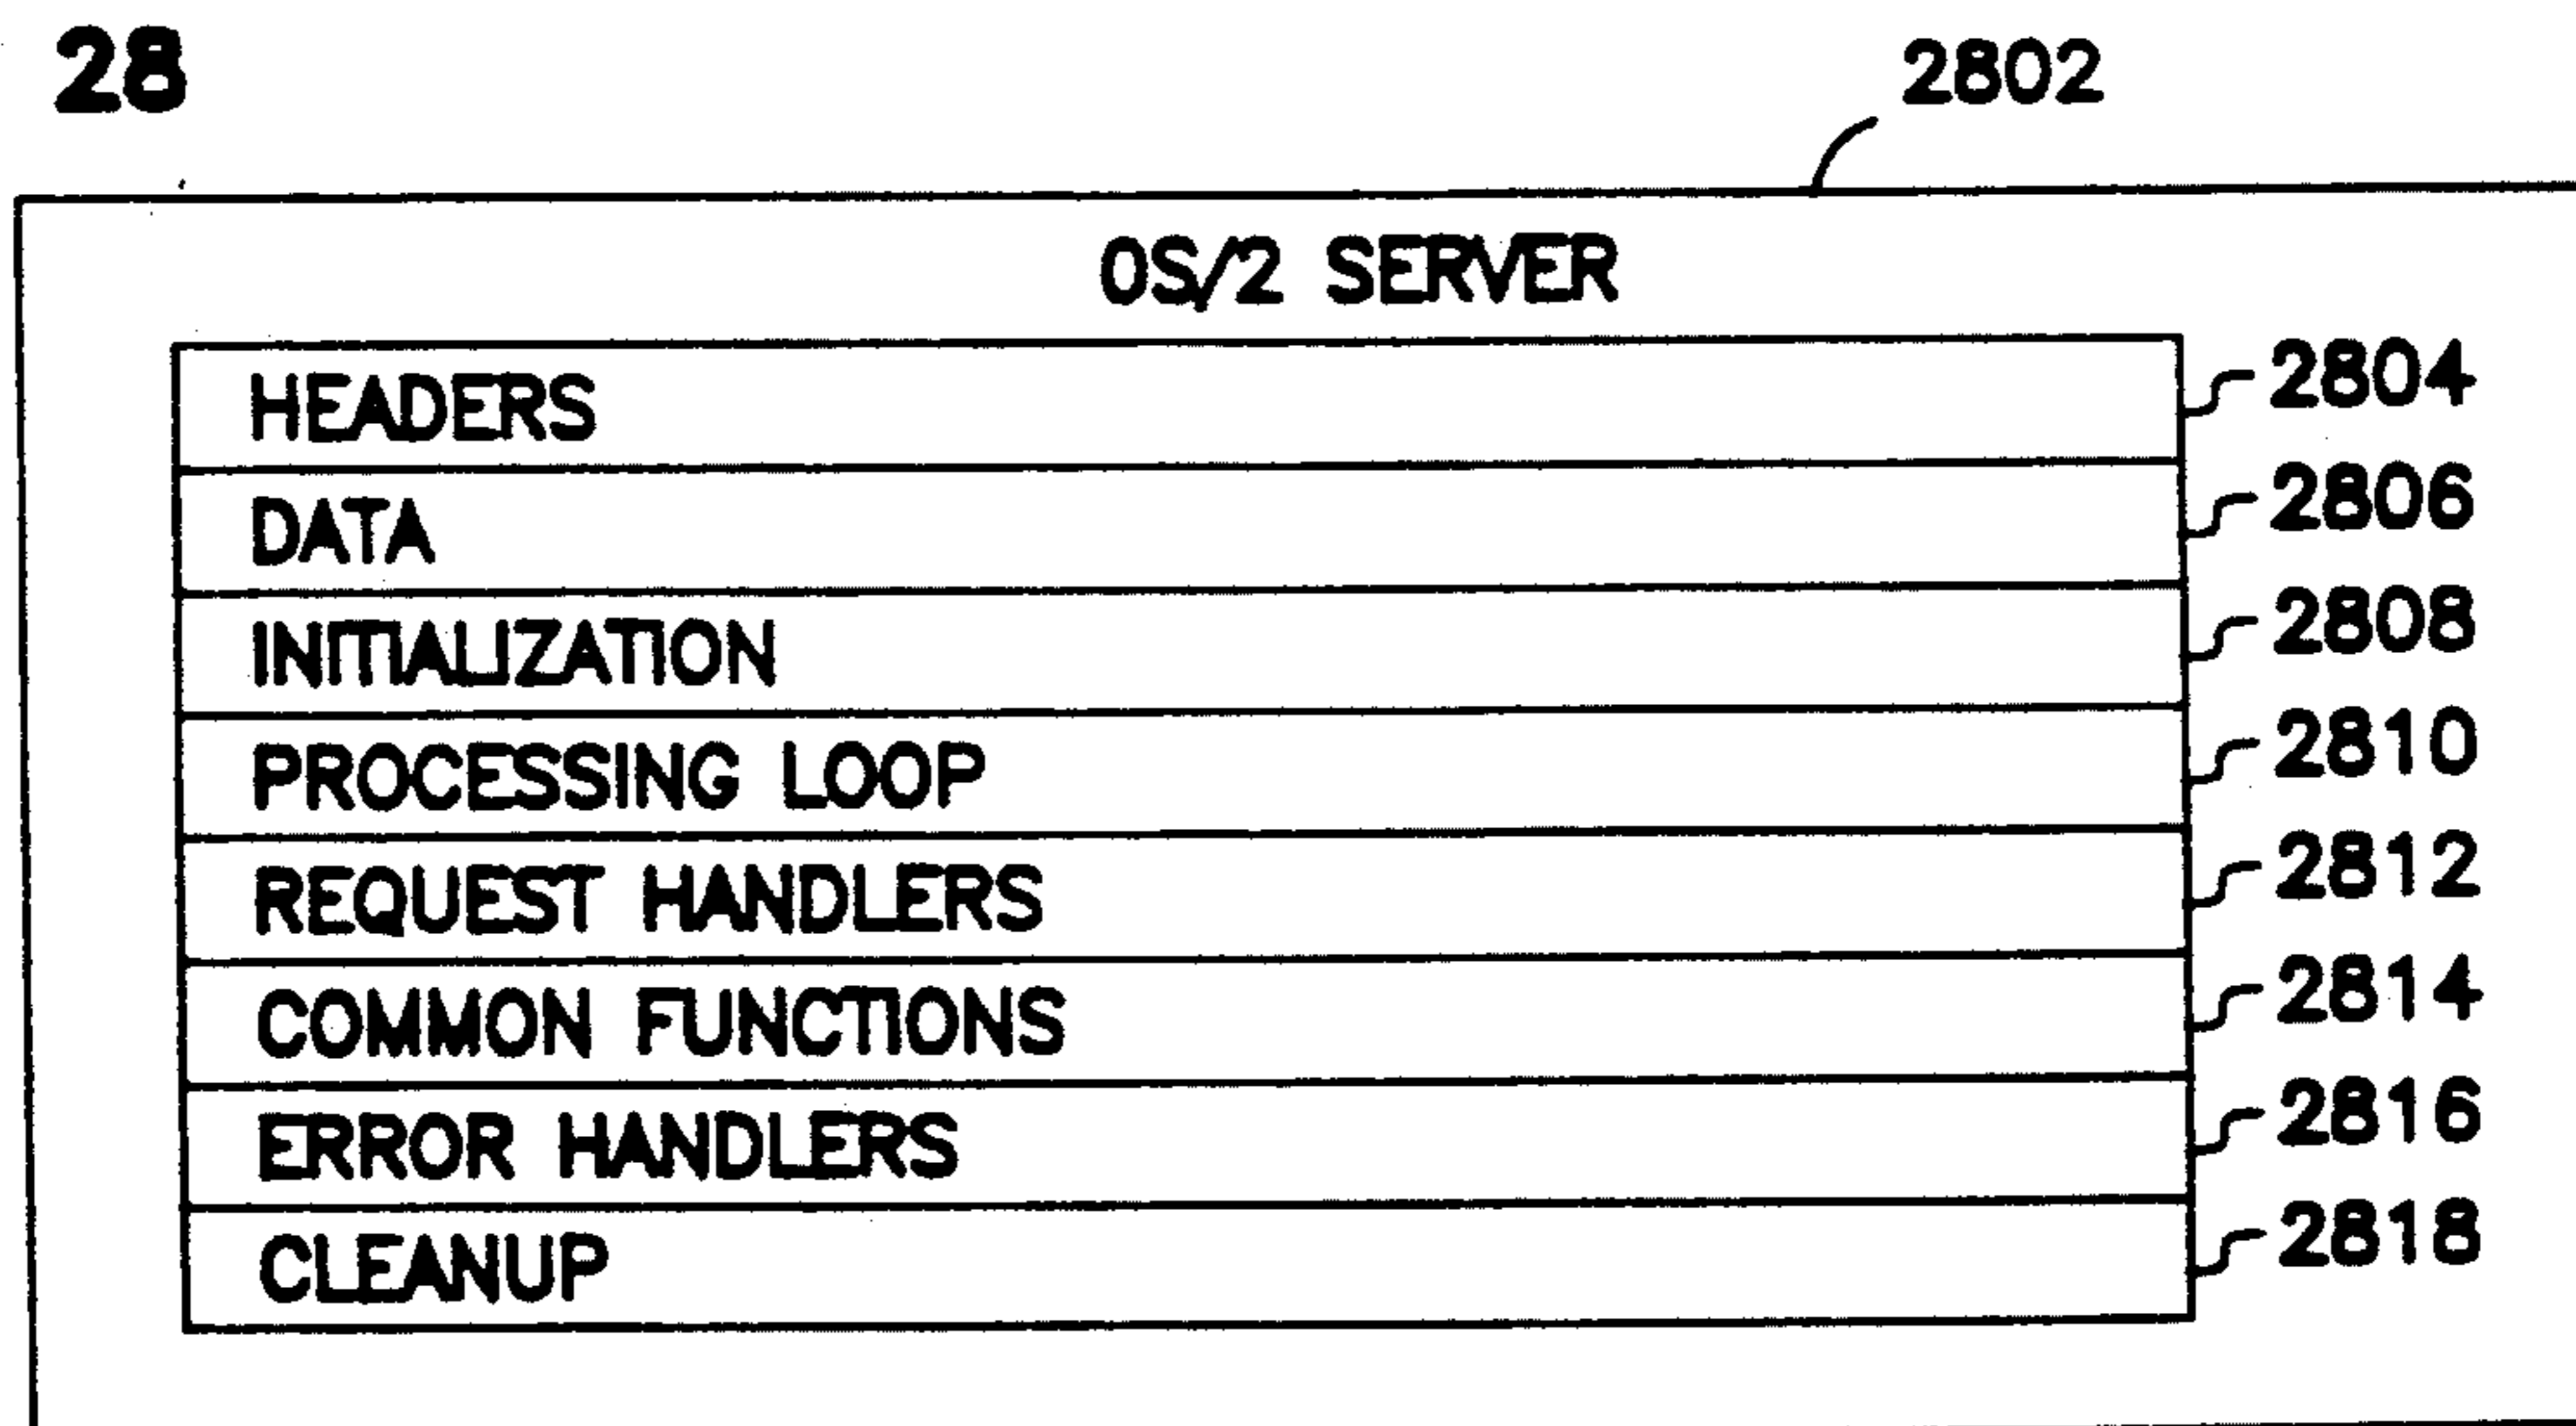 28
2802
OS/2 SERVER
HEADERS 2804
DATA 2806
INITIALIZATION 2808
PROCESSING LOOP 2810
REQUEST HANDLERS 2812
COMMON FUNCTIONS 2814
ERROR HANDLERS 2816
CLEANUP 2818